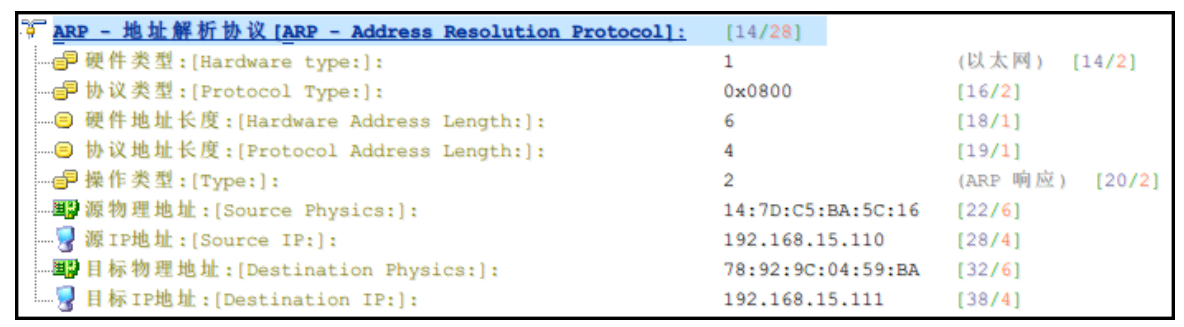 ARP - 地址解析协议[ARP - Address Resolution Protocol]: [14/28]
硬件类型:[Hardware type:]: 1 (以太网) [14/2]
协议类型:[Protocol Type:]: 0x0800 [16/2]
硬件地址长度:[Hardware Address Length:]: 6 [18/1]
协议地址长度:[Protocol Address Length:]: 4 [19/1]
操作类型:[Type:]: 2 (ARP 响应) [20/2]
源物理地址:[Source Physics:]: 14:7D:C5:BA:5C:16 [22/6]
源IP地址:[Source IP:]: 192.168.15.110 [28/4]
目标物理地址:[Destination Physics:]: 78:92:9C:04:59:BA [32/6]
目标IP地址:[Destination IP:]: 192.168.15.111 [38/4]